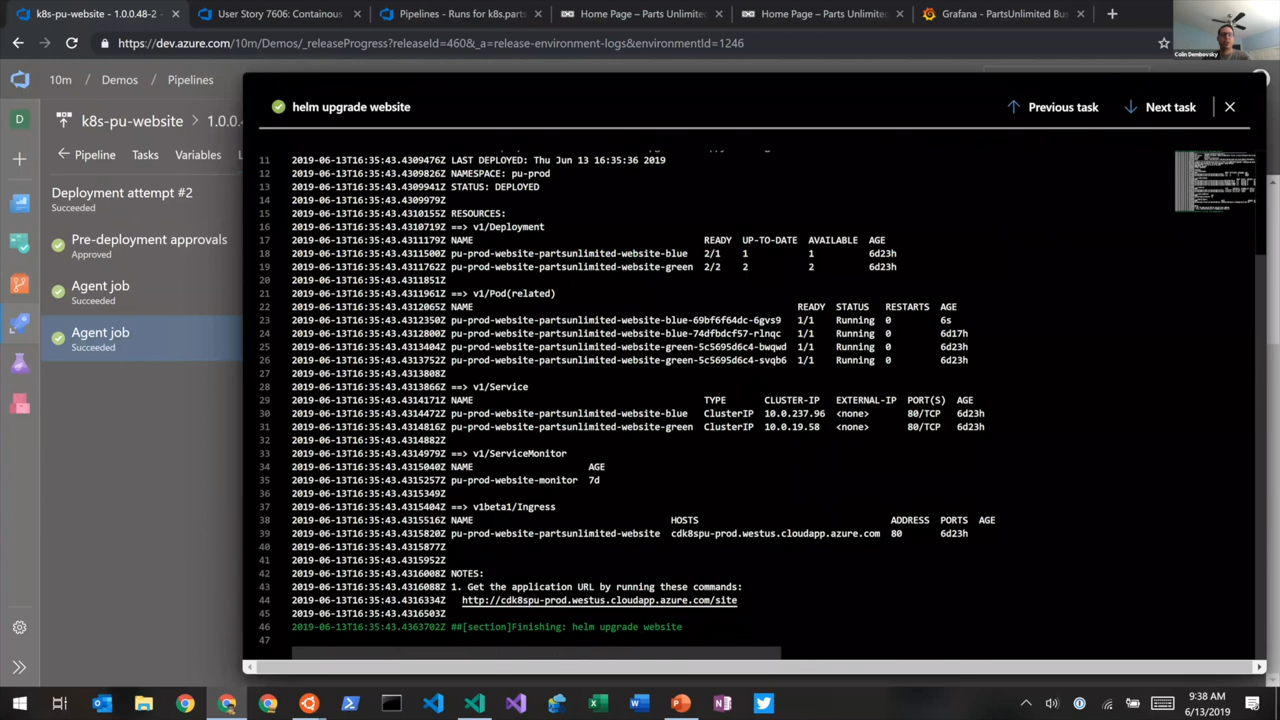 k8s-pu-website - 1.0.0.48-2 -
User Story 7606: Containous
Pipelines - Runs for k8s.parts
Home Page – Parts Unlimited
Home Page – Parts Unlimited
Grafana - PartsUnlimited Bus
https://dev.azure.com/10m/Demos/_releaseProgress?releaseId=460&_a=release-environment-logs&environmentId=1246
Colin Dembovsky
10m
Demos
Pipelines
D
k8s-pu-website > 1.0.0.4
Pipeline
Tasks
Variables
Deployment attempt #2
Succeeded
Pre-deployment approvals
Approved
Agent job
Succeeded
Agent job
Succeeded
helm upgrade website
Previous task
Next task
11 2019-06-13T16:35:43.4309476Z LAST DEPLOYED: Thu Jun 13 16:35:36 2019
12 2019-06-13T16:35:43.4309826Z NAMESPACE: pu-prod
13 2019-06-13T16:35:43.4309941Z STATUS: DEPLOYED
14 2019-06-13T16:35:43.4309979Z
15 2019-06-13T16:35:43.4310155Z RESOURCES:
16 2019-06-13T16:35:43.4310719Z ==> v1/Deployment
17 2019-06-13T16:35:43.4311179Z NAME READY UP-TO-DATE AVAILABLE AGE
18 2019-06-13T16:35:43.4311500Z pu-prod-website-partsunlimited-website-blue 2/1 1 1 6d23h
19 2019-06-13T16:35:43.4311762Z pu-prod-website-partsunlimited-website-green 2/2 2 2 6d23h
20 2019-06-13T16:35:43.4311851Z
21 2019-06-13T16:35:43.4311961Z ==> v1/Pod(related)
22 2019-06-13T16:35:43.4312065Z NAME READY STATUS RESTARTS AGE
23 2019-06-13T16:35:43.4312350Z pu-prod-website-partsunlimited-website-blue-69bf6f64dc-6gvs9 1/1 Running 0 6s
24 2019-06-13T16:35:43.4312800Z pu-prod-website-partsunlimited-website-blue-74dfbdcf57-rlnqc 1/1 Running 0 6d17h
25 2019-06-13T16:35:43.4313404Z pu-prod-website-partsunlimited-website-green-5c5695d6c4-bwqwd 1/1 Running 0 6d23h
26 2019-06-13T16:35:43.4313752Z pu-prod-website-partsunlimited-website-green-5c5695d6c4-svqb6 1/1 Running 0 6d23h
27 2019-06-13T16:35:43.4313808Z
28 2019-06-13T16:35:43.4313866Z ==> v1/Service
29 2019-06-13T16:35:43.4314171Z NAME TYPE CLUSTER-IP EXTERNAL-IP PORT(S) AGE
30 2019-06-13T16:35:43.4314472Z pu-prod-website-partsunlimited-website-blue ClusterIP 10.0.237.96 <none> 80/TCP 6d23h
31 2019-06-13T16:35:43.4314816Z pu-prod-website-partsunlimited-website-green ClusterIP 10.0.19.58 <none> 80/TCP 6d23h
32 2019-06-13T16:35:43.4314882Z
33 2019-06-13T16:35:43.4314979Z ==> v1/ServiceMonitor
34 2019-06-13T16:35:43.4315040Z NAME AGE
35 2019-06-13T16:35:43.4315257Z pu-prod-website-monitor 7d
36 2019-06-13T16:35:43.4315349Z
37 2019-06-13T16:35:43.4315404Z ==> v1beta1/Ingress
38 2019-06-13T16:35:43.4315516Z NAME HOSTS ADDRESS PORTS AGE
39 2019-06-13T16:35:43.4315820Z pu-prod-website-partsunlimited-website cdk8spu-prod.westus.cloudapp.azure.com 80 6d23h
40 2019-06-13T16:35:43.4315877Z
41 2019-06-13T16:35:43.4315952Z
42 2019-06-13T16:35:43.4316008Z NOTES:
43 2019-06-13T16:35:43.4316088Z 1. Get the application URL by running these commands:
44 2019-06-13T16:35:43.4316334Z http://cdk8spu-prod.westus.cloudapp.azure.com/site
45 2019-06-13T16:35:43.4316503Z
46 2019-06-13T16:35:43.4363702Z ##[section]Finishing: helm upgrade website
47
9:38 AM
6/13/2019